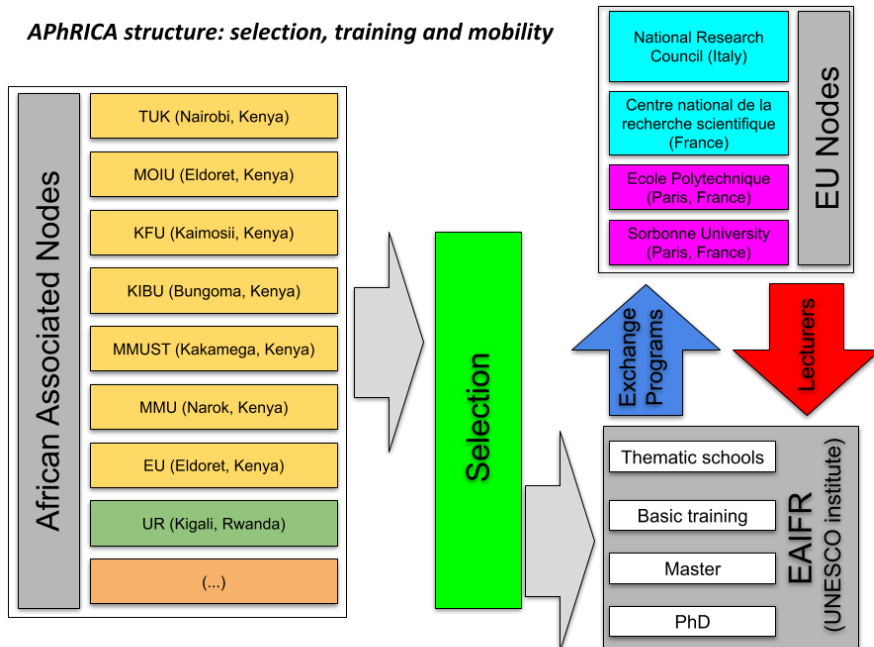 APhRICA structure: selection, training and mobility
African Associated Nodes
TUK (Nairobi, Kenya)
MOIU (Eldoret, Kenya)
KFU (Kaimosii, Kenya)
KIBU (Bungoma, Kenya)
MMUST (Kakamega, Kenya)
MMU (Narok, Kenya)
EU (Eldoret, Kenya)
UR (Kigali, Rwanda)
(...)
Selection
National Research
Council (Italy)
Centre national de la
recherche scientifique
(France)
Ecole Polytechnique
(Paris, France)
Sorbonne University
(Paris, France)
EU Nodes
Exchange
Programs
Lecturers
Thematic schools
Basic training
Master
PhD
EAIFR
(UNESCO institute)